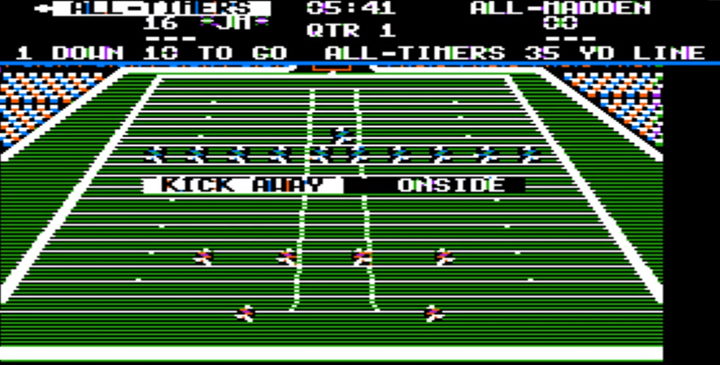 ALL-TIMERS 05:41 ALL-MADDEN
16 JM QTR 1 00
1 DOWN 10 TO GO ALL-TIMERS 35 YD LINE
KICK AWAY ONSIDE